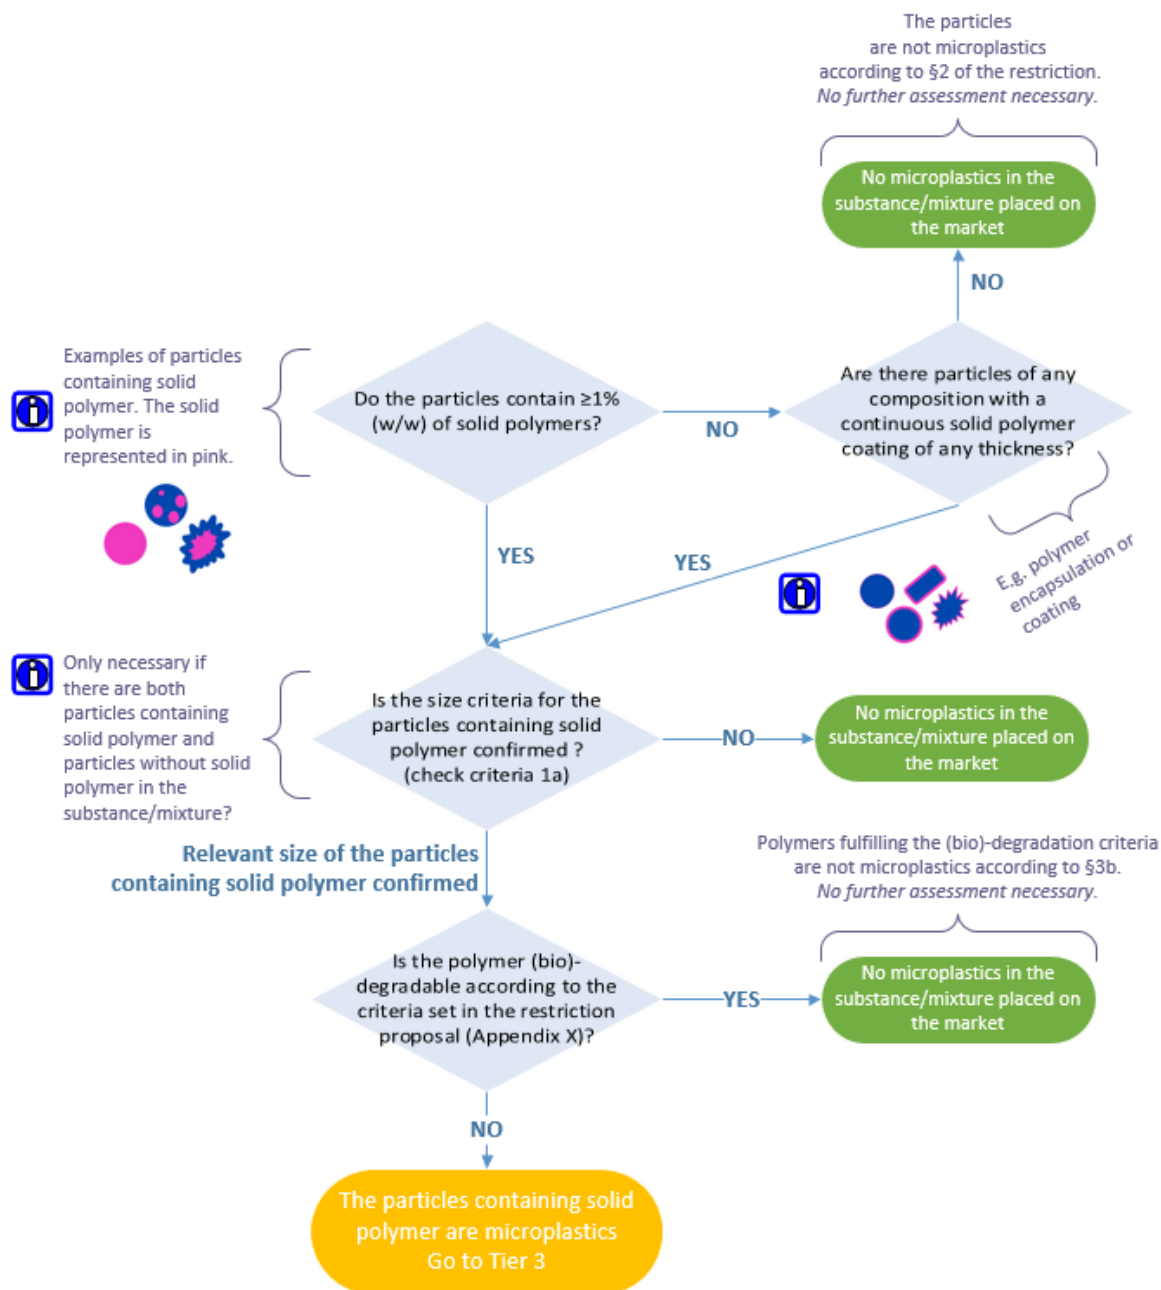 The particles
are not microplastics
according to §2 of the restriction.
No further assessment necessary.
No microplastics in the
substance/mixture placed on
the market
NO
Examples of particles
containing solid
polymer. The solid
polymer is
represented in pink.
Do the particles contain ≥1%
(w/w) of solid polymers?
NO
Are there particles of any
composition with a
continuous solid polymer
coating of any thickness?
YES
YES
E.g. polymer
encapsulation or
coating
Only necessary if
there are both
particles containing
solid polymer and
particles without solid
polymer in the
substance/mixture?
Is the size criteria for the
particles containing solid
polymer confirmed ?
(check criteria 1a)
NO
No microplastics in the
substance/mixture placed on
the market
Relevant size of the particles
containing solid polymer confirmed
Polymers fulfilling the (bio)-degradation criteria
are not microplastics according to §3b.
No further assessment necessary.
Is the polymer (bio)-
degradable according to the
criteria set in the restriction
proposal (Appendix X)?
YES
No microplastics in the
substance/mixture placed on
the market
NO
The particles containing solid
polymer are microplastics
Go to Tier 3